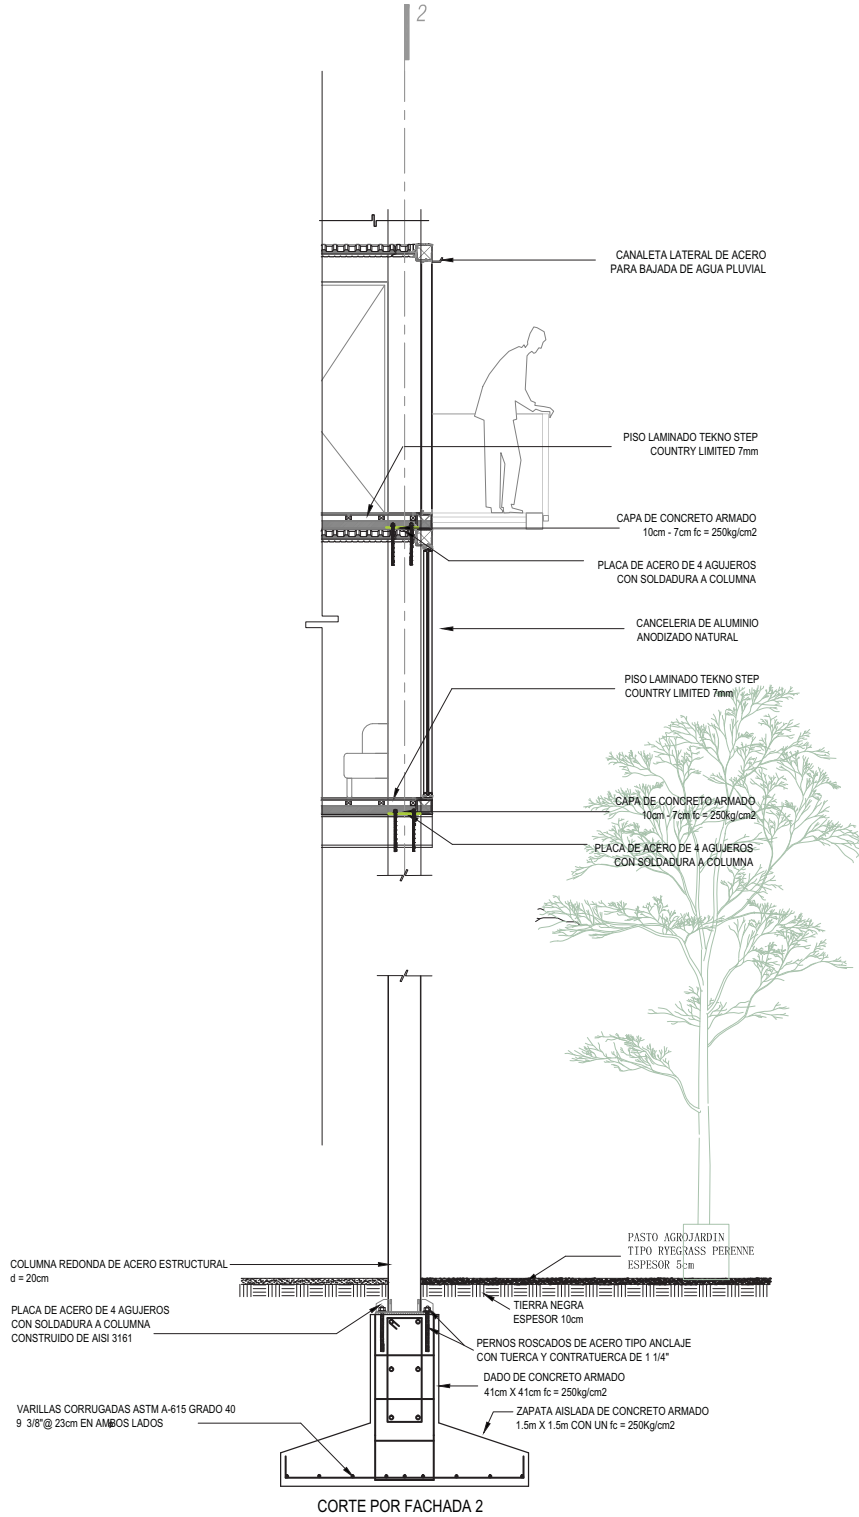 2
CANALETA LATERAL DE ACERO
PARA BAJADA DE AGUA PLUVIAL
PISO LAMINADO TEKNO STEP
COUNTRY LIMITED 7mm
CAPA DE CONCRETO ARMADO
10cm - 7cm fc = 250kg/cm2
PLACA DE ACERO DE 4 AGUJEROS
CON SOLDADURA A COLUMNA
CANCELERIA DE ALUMINIO
ANODIZADO NATURAL
PISO LAMINADO TEKNO STEP
COUNTRY LIMITED 7mm
CAPA DE CONCRETO ARMADO
10cm - 7cm fc = 250kg/cm2
PLACA DE ACERO DE 4 AGUJEROS
CON SOLDADURA A COLUMNA
PASTO AGROJARDIN
TIPO RYEGRASS PERENNE
ESPESOR 5cm
COLUMNA REDONDA DE ACERO ESTRUCTURAL
d = 20cm
TIERRA NEGRA
ESPESOR 10cm
PLACA DE ACERO DE 4 AGUJEROS
CON SOLDADURA A COLUMNA
CONSTRUIDO DE AISI 3161
PERNOS ROSCADOS DE ACERO TIPO ANCLAJE
CON TUERCA Y CONTRATUERCA DE 1 1/4"
DADO DE CONCRETO ARMADO
41cm X 41cm fc = 250kg/cm2
VARILLAS CORRUGADAS ASTM A-615 GRADO 40
9 3/8"@ 23cm EN AMBOS LADOS
ZAPATA AISLADA DE CONCRETO ARMADO
1.5m X 1.5m CON UN fc = 250Kg/cm2
CORTE POR FACHADA 2